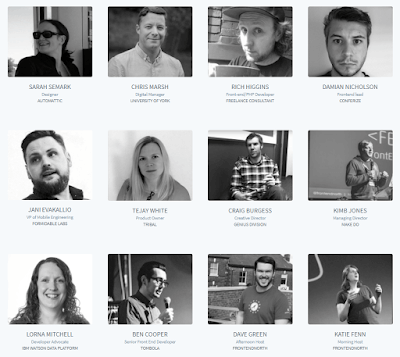 SARAH SEMARK
Designer
AUTOMATTIC
CHRIS MARSH
Digital Manager
UNIVERSITY OF YORK
RICH HIGGINS
Front-end/PHP Developer
FREELANCE CONSULTANT
DAMIAN NICHOLSON
Frontend lead
CONFERIZE
JANI EVAKALLIO
VP of Mobile Engineering
FORMIDABLE LABS
TEJAY WHITE
Product Owner
TRIBAL
CRAIG BURGESS
Creative Director
GENIUS DIVISION
<FE
ontE
KIMB JONES
Managing Director
MAKE DO
LORNA MITCHELL
Developer Advocate
IBM WATSON DATA PLATFORM
BEN COOPER
Senior Front End Developer
TOMBOLA
DAVE GREEN
Afternoon Host
FRONTENDNORTH
KATIE FENN
Morning Host
FRONTENDNORTH